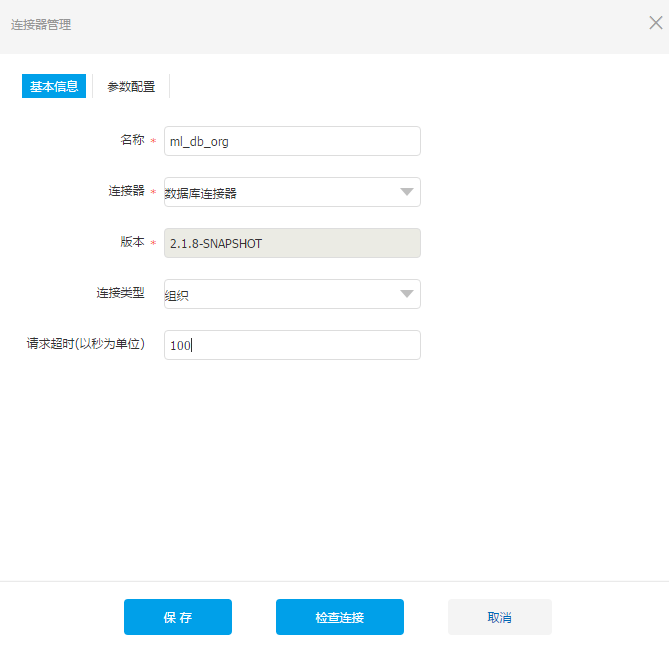 连接器管理
基本信息 参数配置
名称 * ml_db_org
连接器 * 数据库连接器
版本 * 2.1.8-SNAPSHOT
连接类型 组织
请求超时(以秒为单位) 100
保 存 检查连接 取消